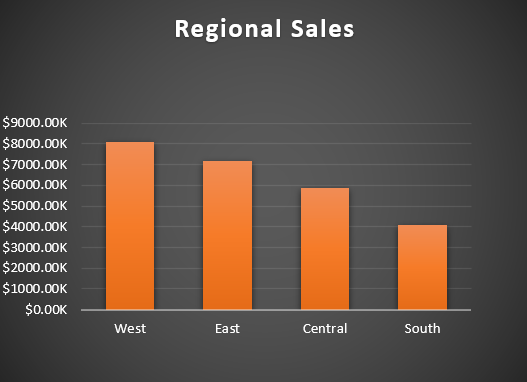 Regional Sales
$9000.00K
$8000.00K
$7000.00K
$6000.00K
$5000.00K
$4000.00K
$3000.00K
$2000.00K
$1000.00K
$0.00K
West East Central South